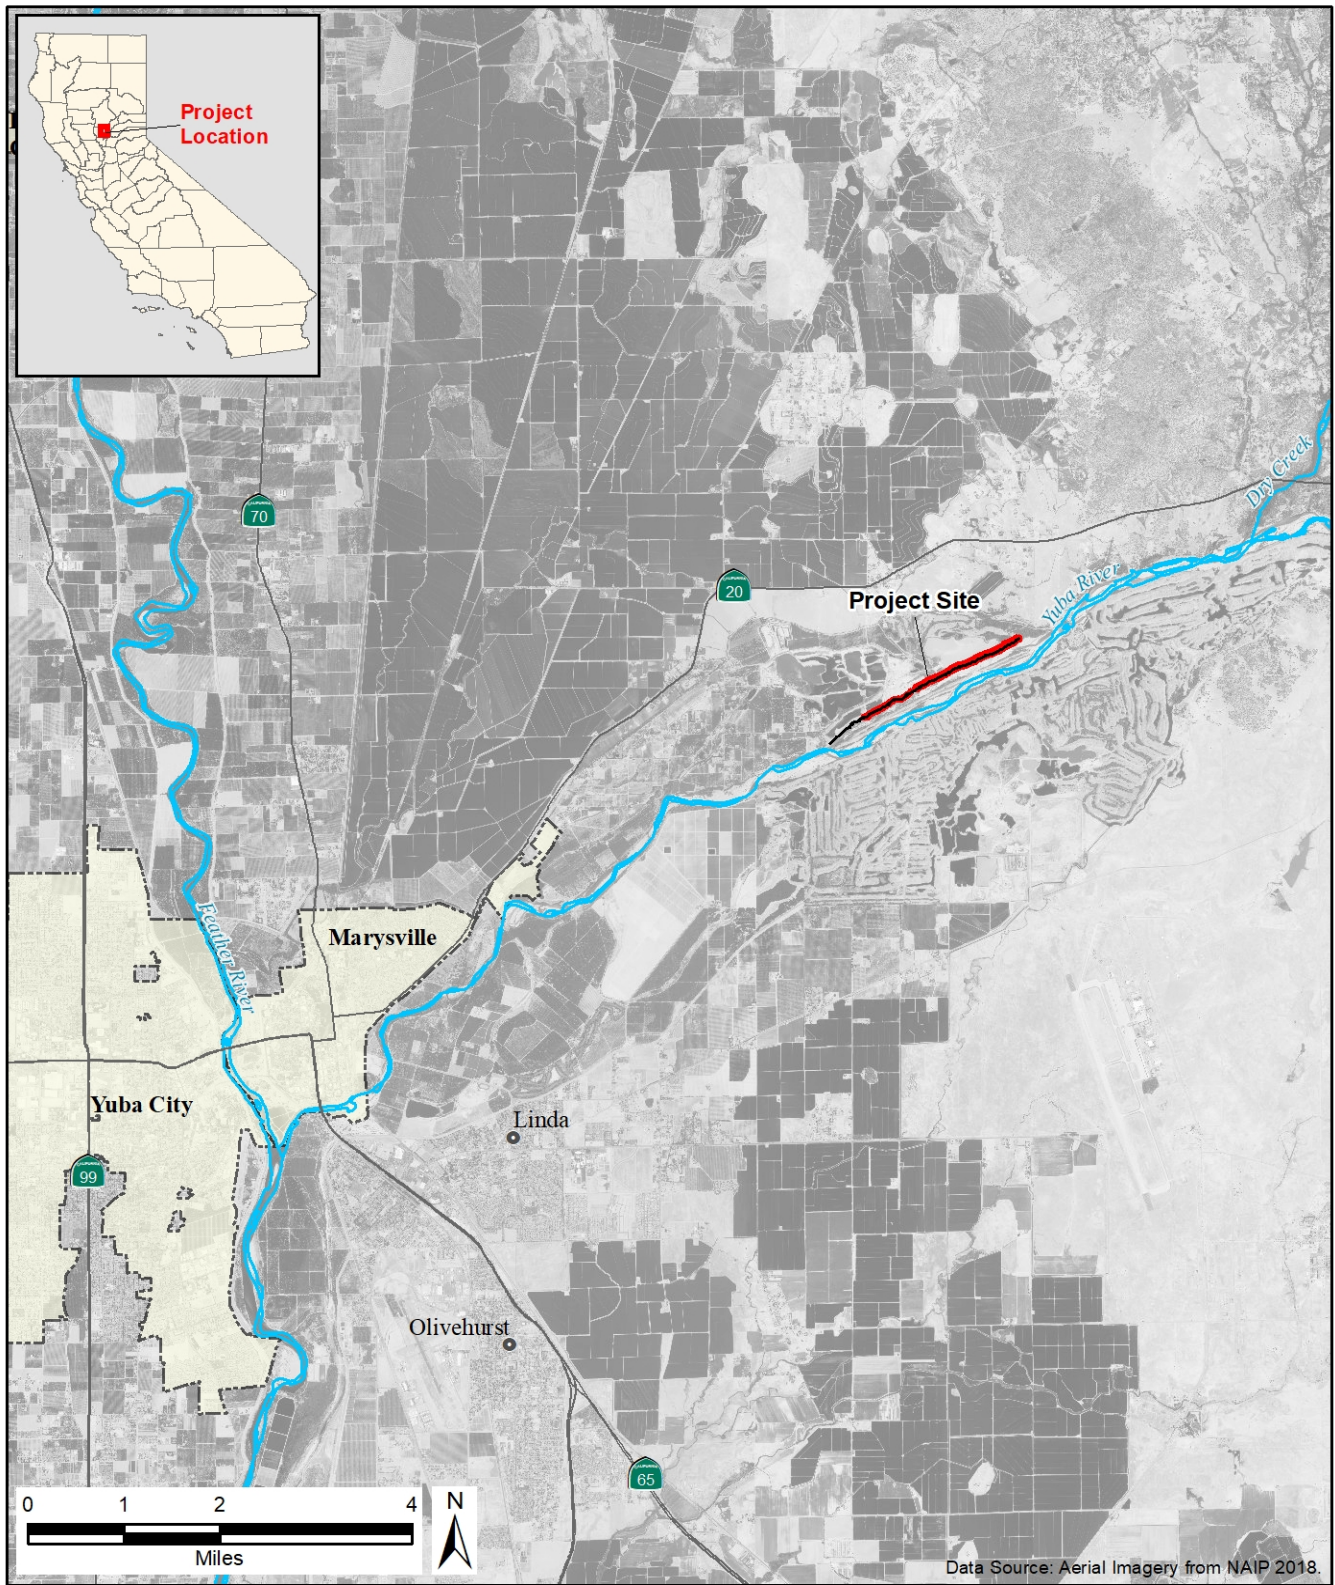 Project
Location
70
Dry Creek
20
Yuba River
Project Site
Marysville
Feather River
Yuba City
Linda
99
Olivehurst
65
0 1 2 4
Miles
N
Data Source: Aerial Imagery from NAIP 2018.